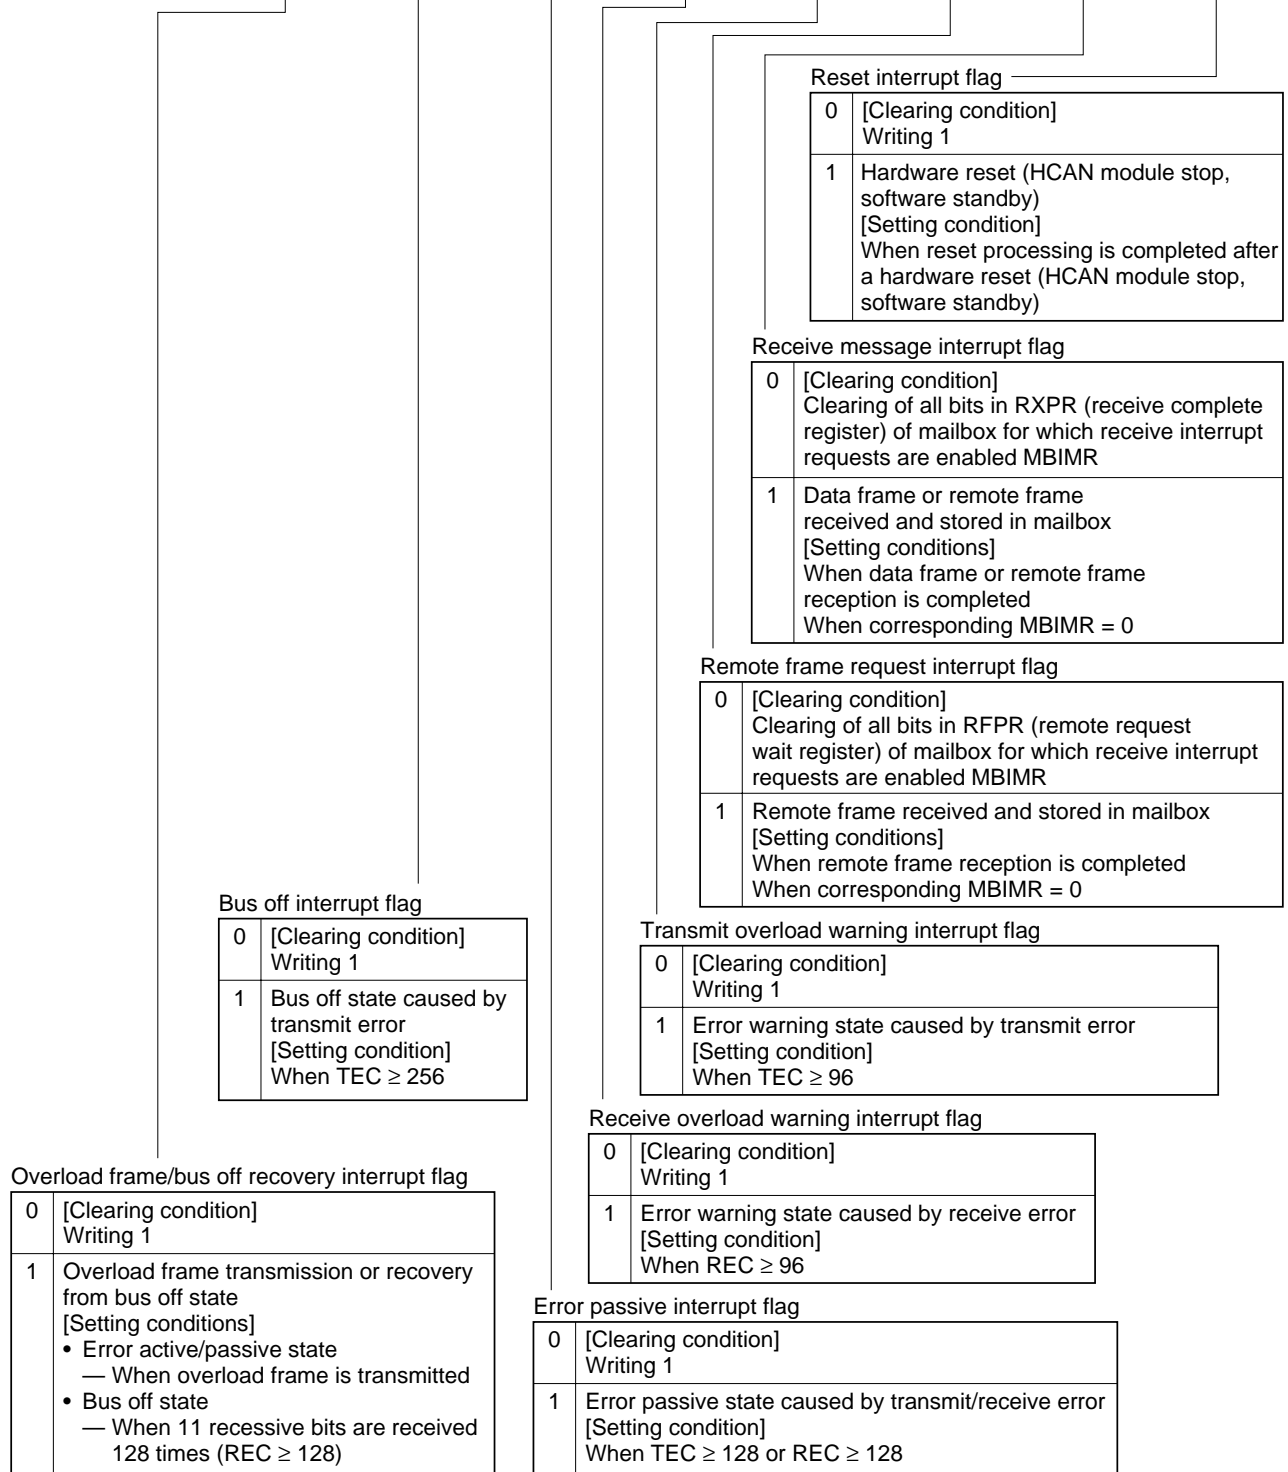 Reset interrupt flag
0 [Clearing condition]
Writing 1
1 Hardware reset (HCAN module stop,
software standby)
[Setting condition]
When reset processing is completed after
a hardware reset (HCAN module stop,
software standby)
Receive message interrupt flag
0 [Clearing condition]
Clearing of all bits in RXPR (receive complete
register) of mailbox for which receive interrupt
requests are enabled MBIMR
1 Data frame or remote frame
received and stored in mailbox
[Setting conditions]
When data frame or remote frame
reception is completed
When corresponding MBIMR = 0
Remote frame request interrupt flag
0 [Clearing condition]
Clearing of all bits in RFPR (remote request
wait register) of mailbox for which receive interrupt
requests are enabled MBIMR
1 Remote frame received and stored in mailbox
[Setting conditions]
When remote frame reception is completed
When corresponding MBIMR = 0
Bus off interrupt flag
0 [Clearing condition]
Writing 1
1 Bus off state caused by
transmit error
[Setting condition]
When TEC ≥ 256
Transmit overload warning interrupt flag
0 [Clearing condition]
Writing 1
1 Error warning state caused by transmit error
[Setting condition]
When TEC ≥ 96
Receive overload warning interrupt flag
0 [Clearing condition]
Writing 1
1 Error warning state caused by receive error
[Setting condition]
When REC ≥ 96
Overload frame/bus off recovery interrupt flag
0 [Clearing condition]
Writing 1
1 Overload frame transmission or recovery
from bus off state
[Setting conditions]
• Error active/passive state
— When overload frame is transmitted
• Bus off state
— When 11 recessive bits are received
128 times (REC ≥ 128)
Error passive interrupt flag
0 [Clearing condition]
Writing 1
1 Error passive state caused by transmit/receive error
[Setting condition]
When TEC ≥ 128 or REC ≥ 128